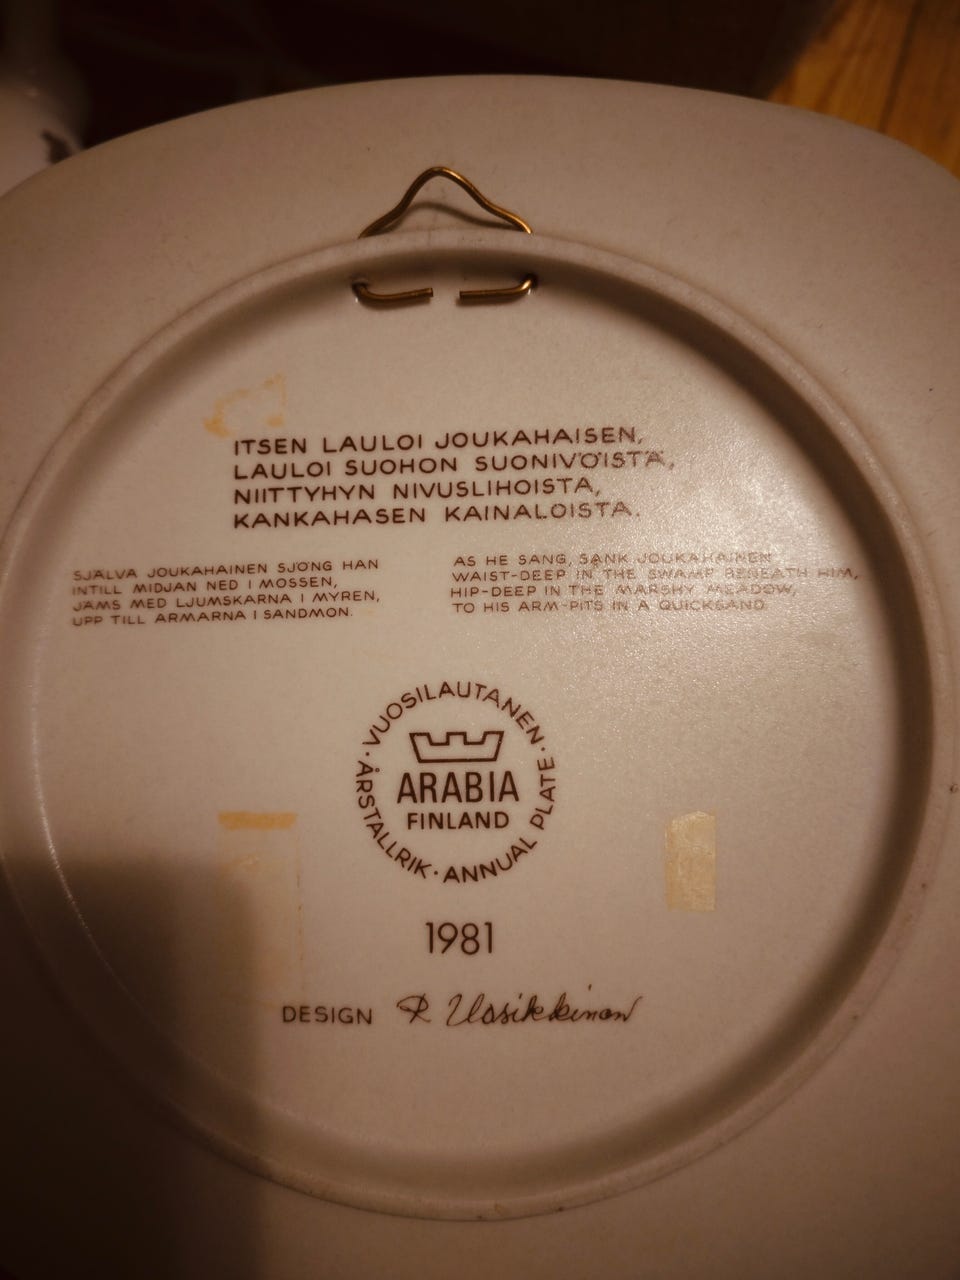 ITSEN LAULOI JOUKAHAISEN,
LAULOI SUOHON SUONIVÖISTÄ,
NIITTYHYN NIVUSLIHOISTA,
KANKAHASEN KAINALOISTA.
SJÄLVA JOUKAHAINEN SJÖNG HAN
INTILL MIDJAN NED I MOSSEN,
JÄMS MED LJUMSKARNA I MYREN,
UPP TILL ARMARNA I SANDMON.
AS HE SANG, SANK JOUKAHAINEN
WAIST-DEEP IN THE SWAMP BENEATH HIM,
HIP-DEEP IN THE MARSHY MEADOW,
TO HIS ARM-PITS IN A QUICKSAND.
· VUOSILAUTANEN · ANNUAL PLATE · ÅRSTALLRIK
ARABIA
FINLAND
1981
DESIGN R Uosikkinen